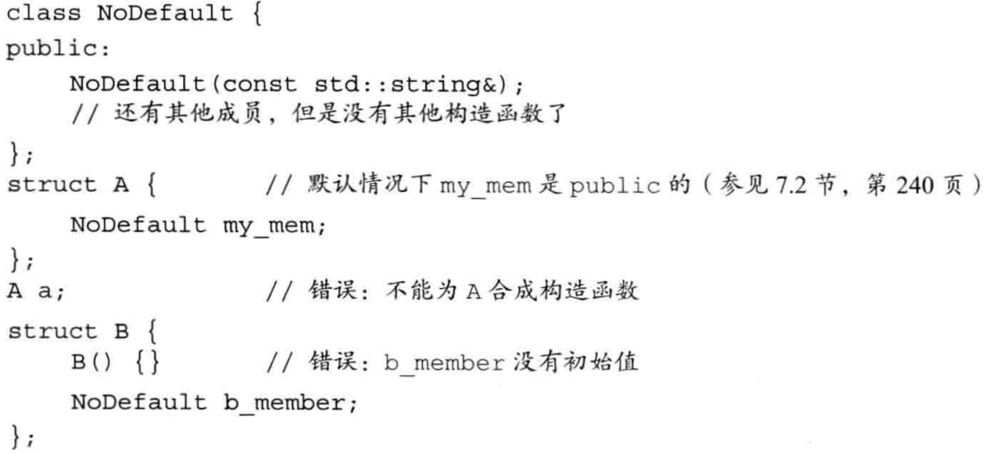 class NoDefault {
public:
    NoDefault(const std::string&);
    // 还有其他成员，但是没有其他构造函数了
};
struct A {        // 默认情况下 my_mem 是 public 的（参见 7.2 节，第 240 页）
    NoDefault my_mem;
};
A a;              // 错误：不能为 A 合成构造函数
struct B {
    B() {}        // 错误：b_member 没有初始值
    NoDefault b_member;
};